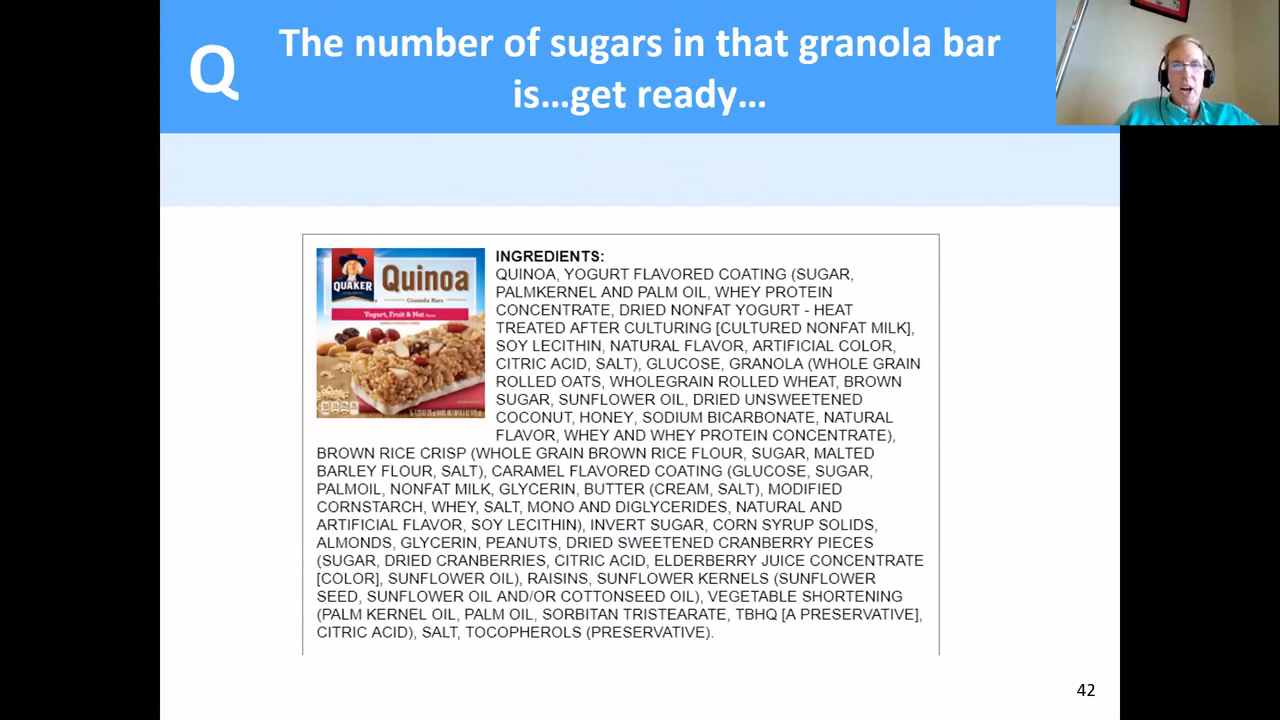 Q
The number of sugars in that granola bar
is...get ready...
QUAKER
Quinoa
Granola Bars
Yogurt, Fruit & Nut
INGREDIENTS:
QUINOA, YOGURT FLAVORED COATING (SUGAR,
PALMKERNEL AND PALM OIL, WHEY PROTEIN
CONCENTRATE, DRIED NONFAT YOGURT - HEAT
TREATED AFTER CULTURING [CULTURED NONFAT MILK],
SOY LECITHIN, NATURAL FLAVOR, ARTIFICIAL COLOR,
CITRIC ACID, SALT), GLUCOSE, GRANOLA (WHOLE GRAIN
ROLLED OATS, WHOLEGRAIN ROLLED WHEAT, BROWN
SUGAR, SUNFLOWER OIL, DRIED UNSWEETENED
COCONUT, HONEY, SODIUM BICARBONATE, NATURAL
FLAVOR, WHEY AND WHEY PROTEIN CONCENTRATE),
BROWN RICE CRISP (WHOLE GRAIN BROWN RICE FLOUR, SUGAR, MALTED
BARLEY FLOUR, SALT), CARAMEL FLAVORED COATING (GLUCOSE, SUGAR,
PALMOIL, NONFAT MILK, GLYCERIN, BUTTER (CREAM, SALT), MODIFIED
CORNSTARCH, WHEY, SALT, MONO AND DIGLYCERIDES, NATURAL AND
ARTIFICIAL FLAVOR, SOY LECITHIN), INVERT SUGAR, CORN SYRUP SOLIDS,
ALMONDS, GLYCERIN, PEANUTS, DRIED SWEETENED CRANBERRY PIECES
(SUGAR, DRIED CRANBERRIES, CITRIC ACID, ELDERBERRY JUICE CONCENTRATE
[COLOR], SUNFLOWER OIL), RAISINS, SUNFLOWER KERNELS (SUNFLOWER
SEED, SUNFLOWER OIL AND/OR COTTONSEED OIL), VEGETABLE SHORTENING
(PALM KERNEL OIL, PALM OIL, SORBITAN TRISTEARATE, TBHQ [A PRESERVATIVE],
CITRIC ACID), SALT, TOCOPHEROLS (PRESERVATIVE).
42